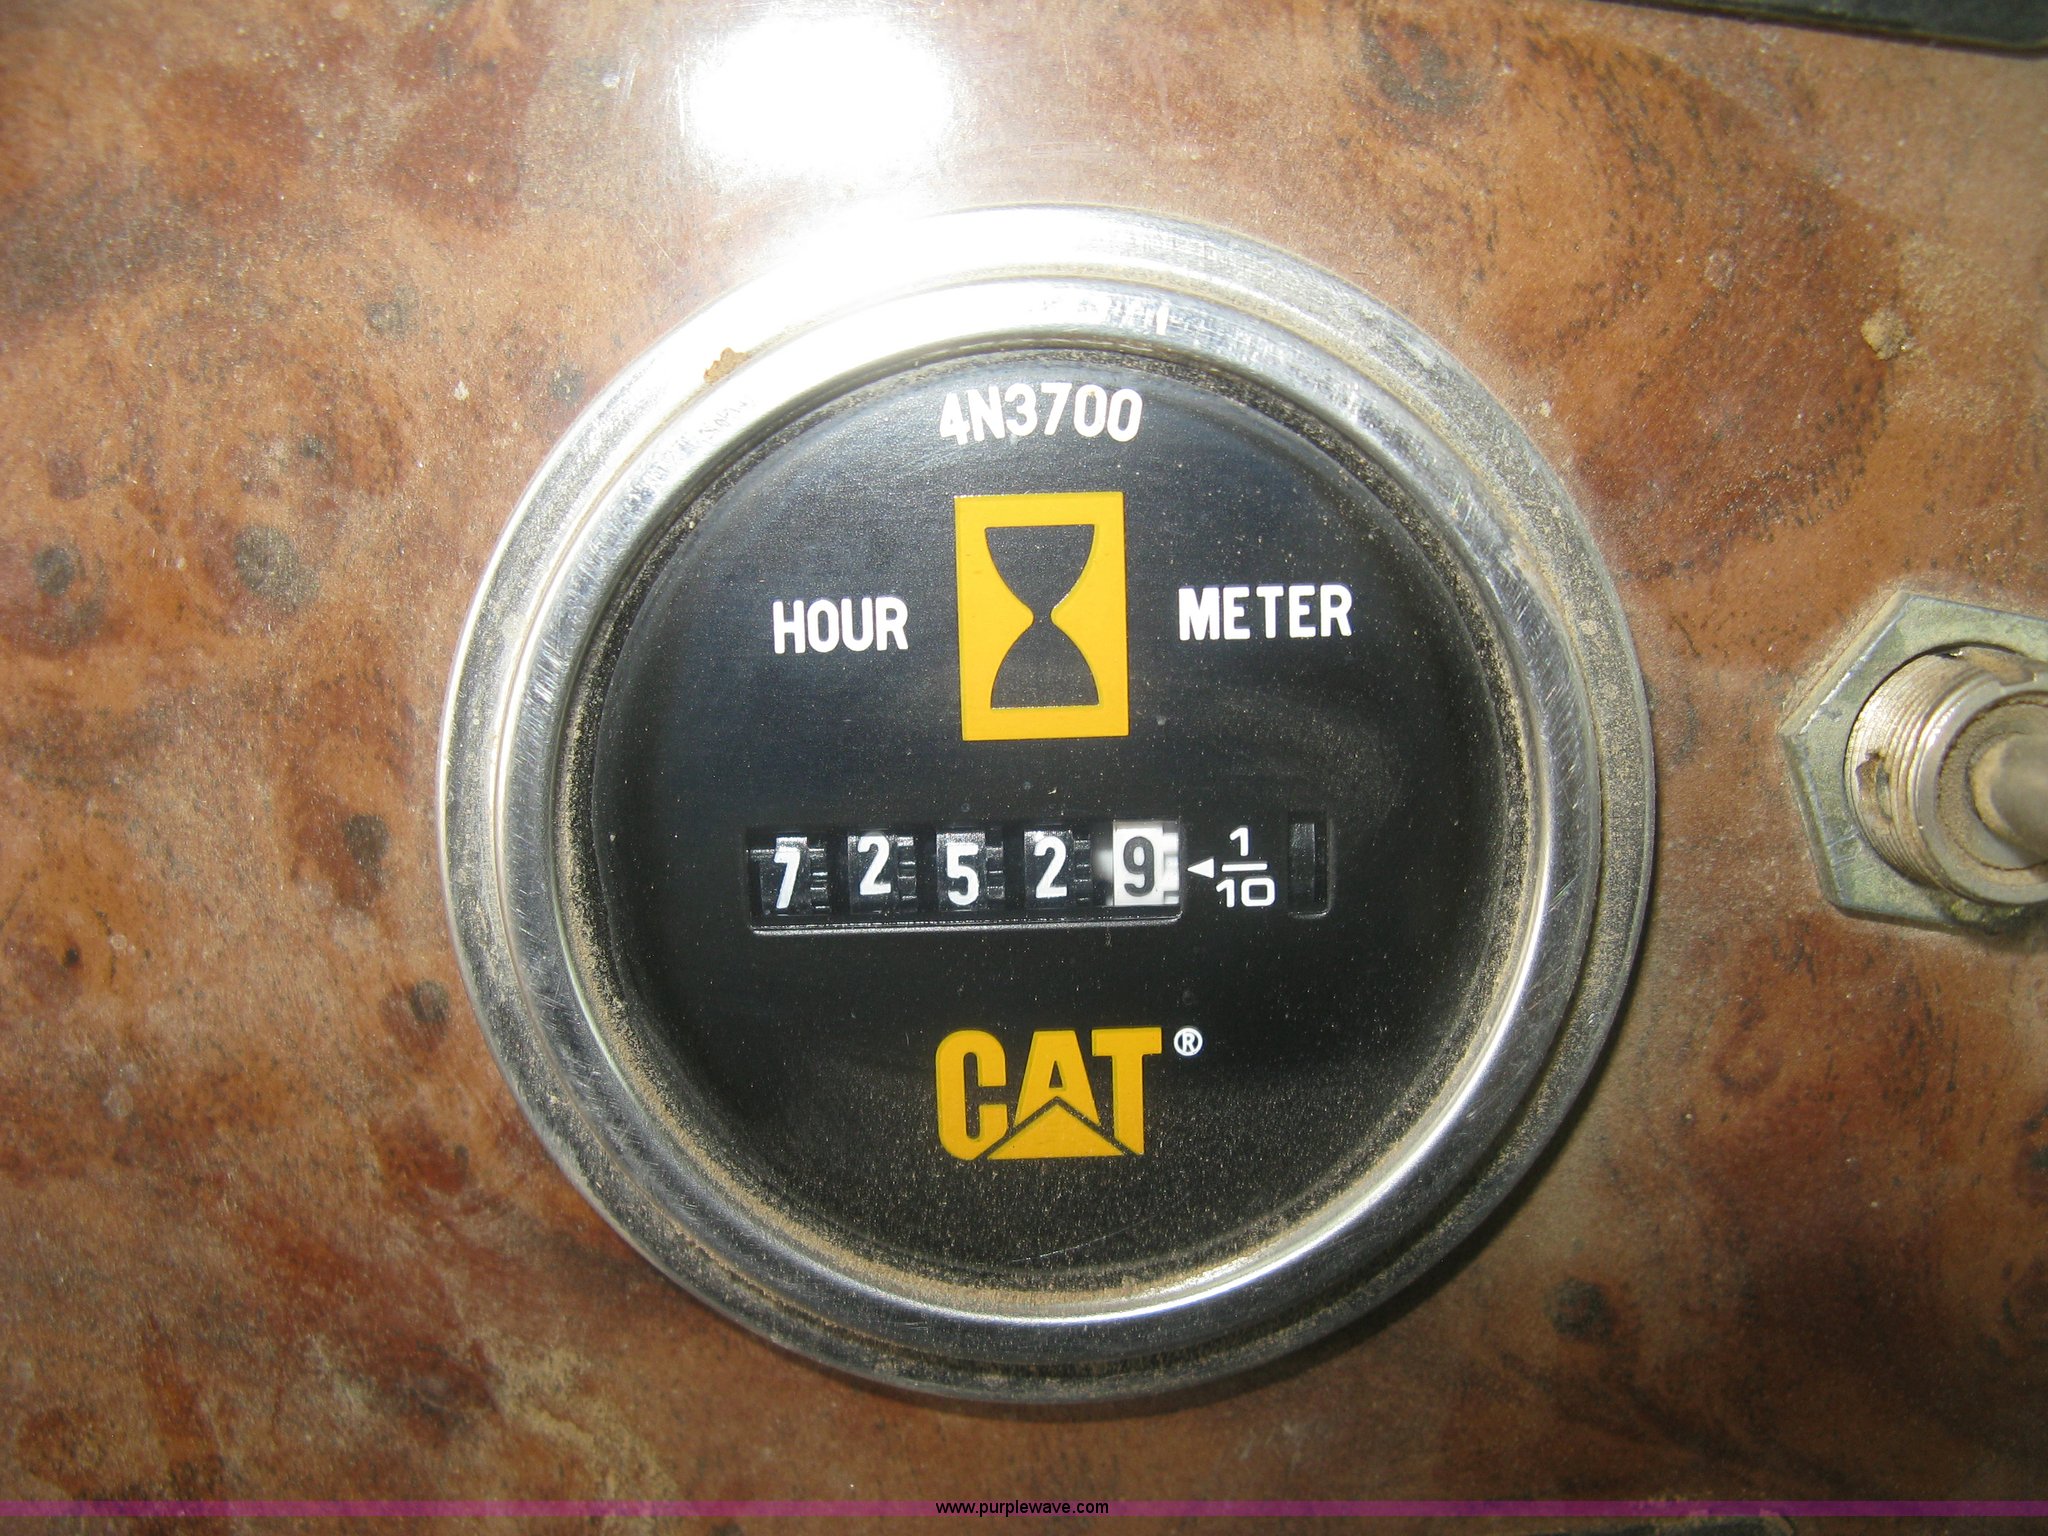 4N3700
HOUR METER
7 2 5 2 9 ◄ 1/10
CAT®
www.purplewave.com